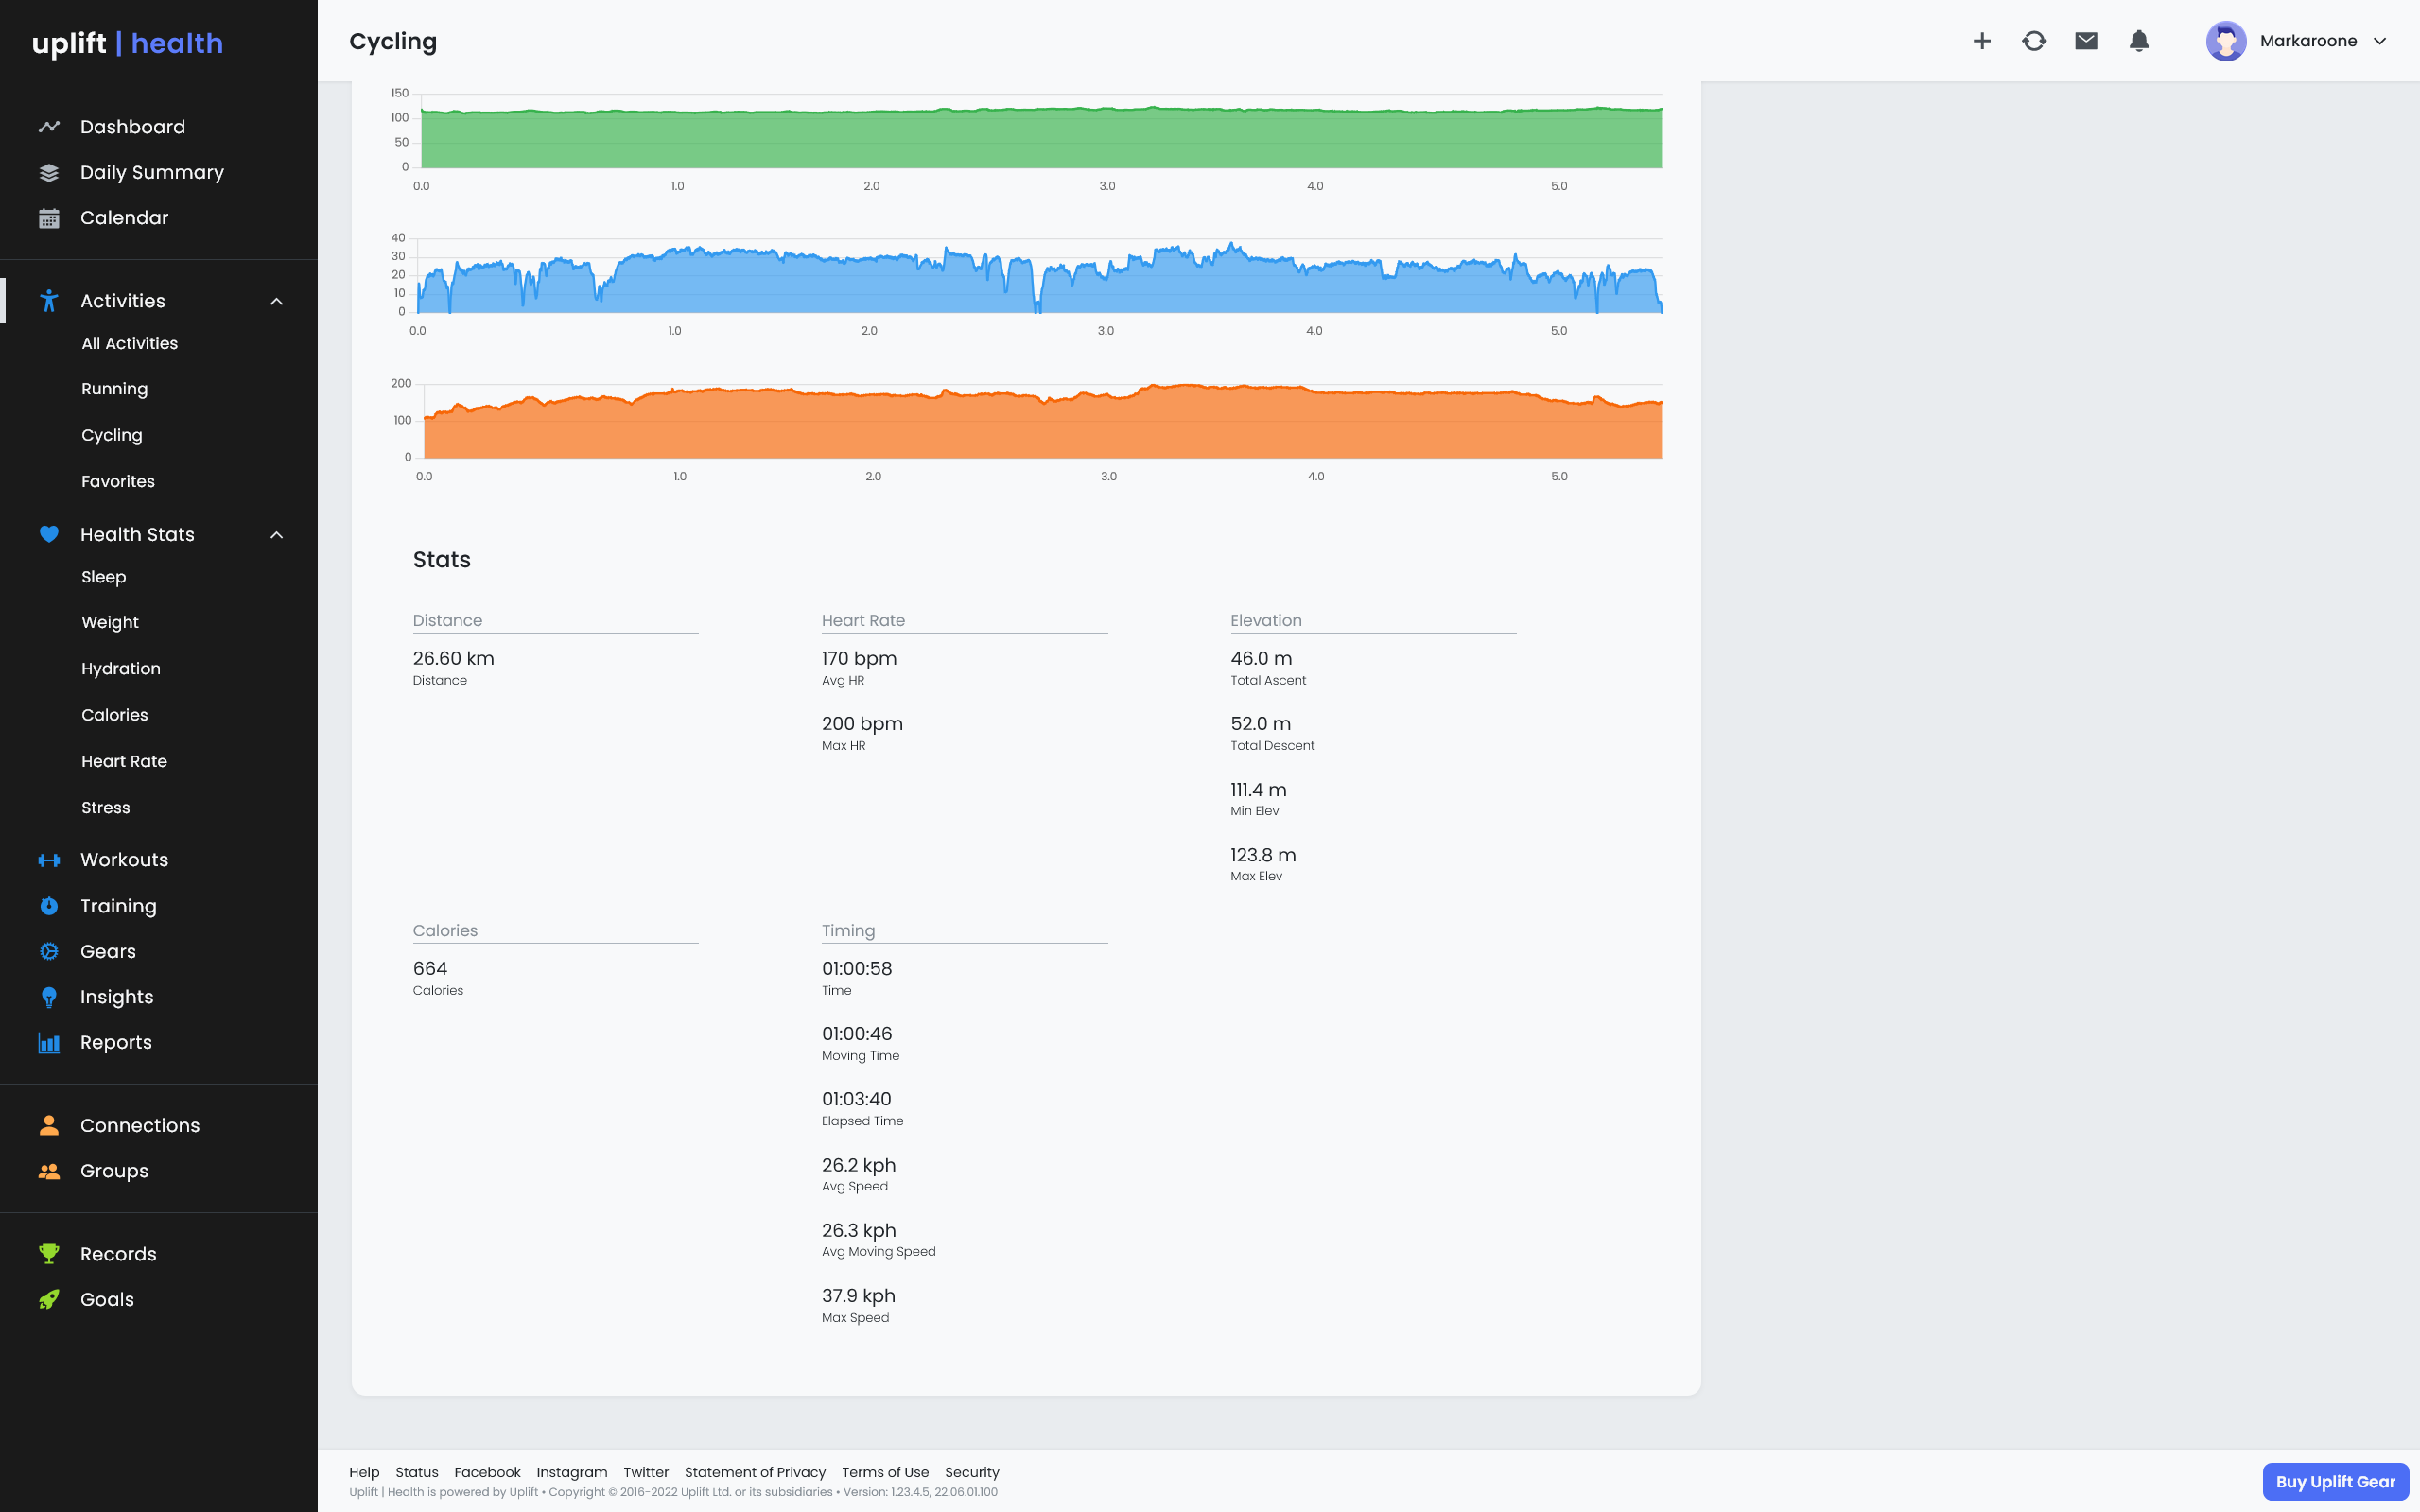 uplift | health
Dashboard
Daily Summary
Calendar
Activities
All Activities
Running
Cycling
Favorites
Health Stats
Sleep
Weight
Hydration
Calories
Heart Rate
Stress
Workouts
Training
Gears
Insights
Reports
Connections
Groups
Records
Goals
Cycling
Markaroone
150
100
50
0
0.0 1.0 2.0 3.0 4.0 5.0
40
30
20
10
0
0.0 1.0 2.0 3.0 4.0 5.0
200
100
0
0.0 1.0 2.0 3.0 4.0 5.0
Stats
Distance
26.60 km
Distance
Heart Rate
170 bpm
Avg HR
200 bpm
Max HR
Elevation
46.0 m
Total Ascent
52.0 m
Total Descent
111.4 m
Min Elev
123.8 m
Max Elev
Calories
664
Calories
Timing
01:00:58
Time
01:00:46
Moving Time
01:03:40
Elapsed Time
26.2 kph
Avg Speed
26.3 kph
Avg Moving Speed
37.9 kph
Max Speed
Help Status Facebook Instagram Twitter Statement of Privacy Terms of Use Security
Uplift | Health is powered by Uplift • Copyright © 2016-2022 Uplift Ltd. or its subsidiaries • Version: 1.23.4.5, 22.06.01.100
Buy Uplift Gear